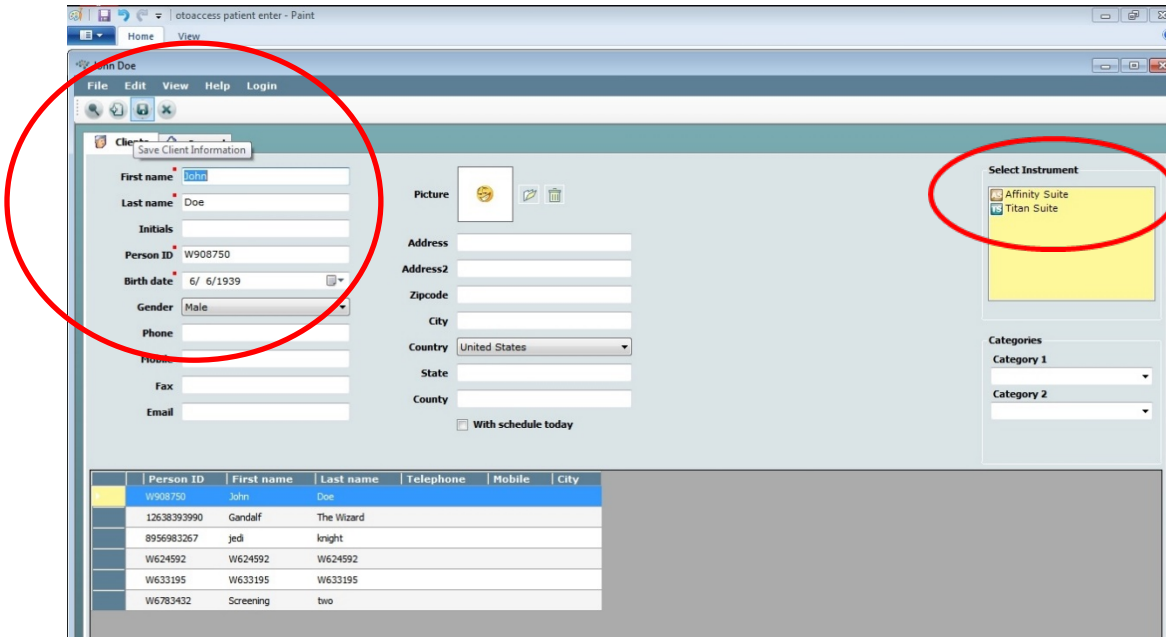 otoaccess patient enter - Paint
Home View
John Doe
File Edit View Help Login
Clients
Save Client Information
First name John
Last name Doe
Initials
Person ID W908750
Birth date 6/ 6/1939
Gender Male
Phone
Mobile
Fax
Email
Picture
Address
Address2
Zipcode
City
Country United States
State
County
With schedule today
Select Instrument
AS Affinity Suite
TS Titan Suite
Categories
Category 1
Category 2
Person ID First name Last name Telephone Mobile City
W908750 John Doe
12638393990 Gandalf The Wizard
8956983267 jedi knight
W624592 W624592 W624592
W633195 W633195 W633195
W6783432 Screening two